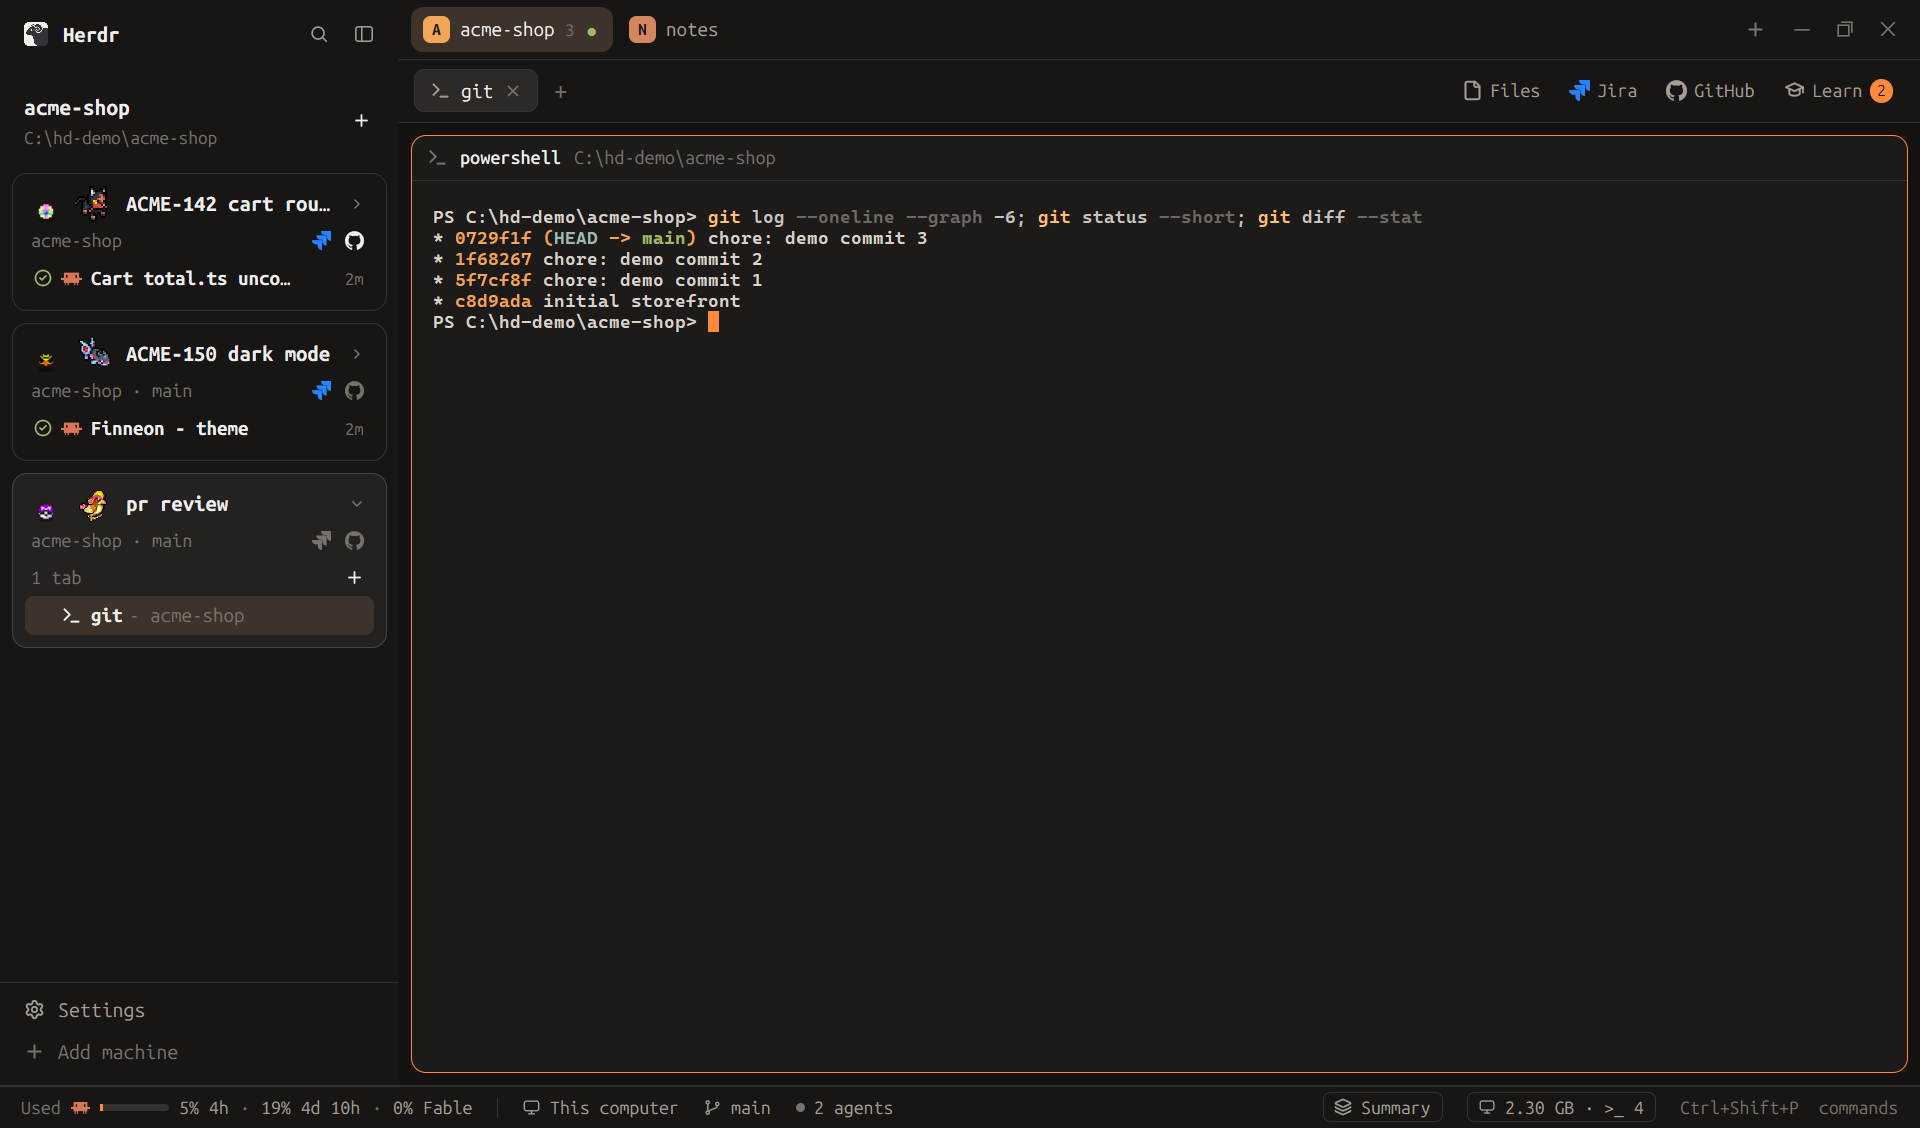 Herdr
A acme-shop 3
N notes
acme-shop
C:\hd-demo\acme-shop
ACME-142 cart rou…
acme-shop
Cart total.ts unco… 2m
ACME-150 dark mode
acme-shop · main
Finneon - theme 2m
pr review
acme-shop · main
1 tab
>_ git - acme-shop
Settings
Add machine
>_ git
Files
Jira
GitHub
Learn 2
>_ powershell C:\hd-demo\acme-shop
PS C:\hd-demo\acme-shop> git log --oneline --graph -6; git status --short; git diff --stat
* 0729f1f (HEAD -> main) chore: demo commit 3
* 1f68267 chore: demo commit 2
* 5f7cf8f chore: demo commit 1
* c8d9ada initial storefront
PS C:\hd-demo\acme-shop>
Used 5% 4h · 19% 4d 10h · 0% Fable
This computer
main
2 agents
Summary
2.30 GB · >_ 4
Ctrl+Shift+P commands